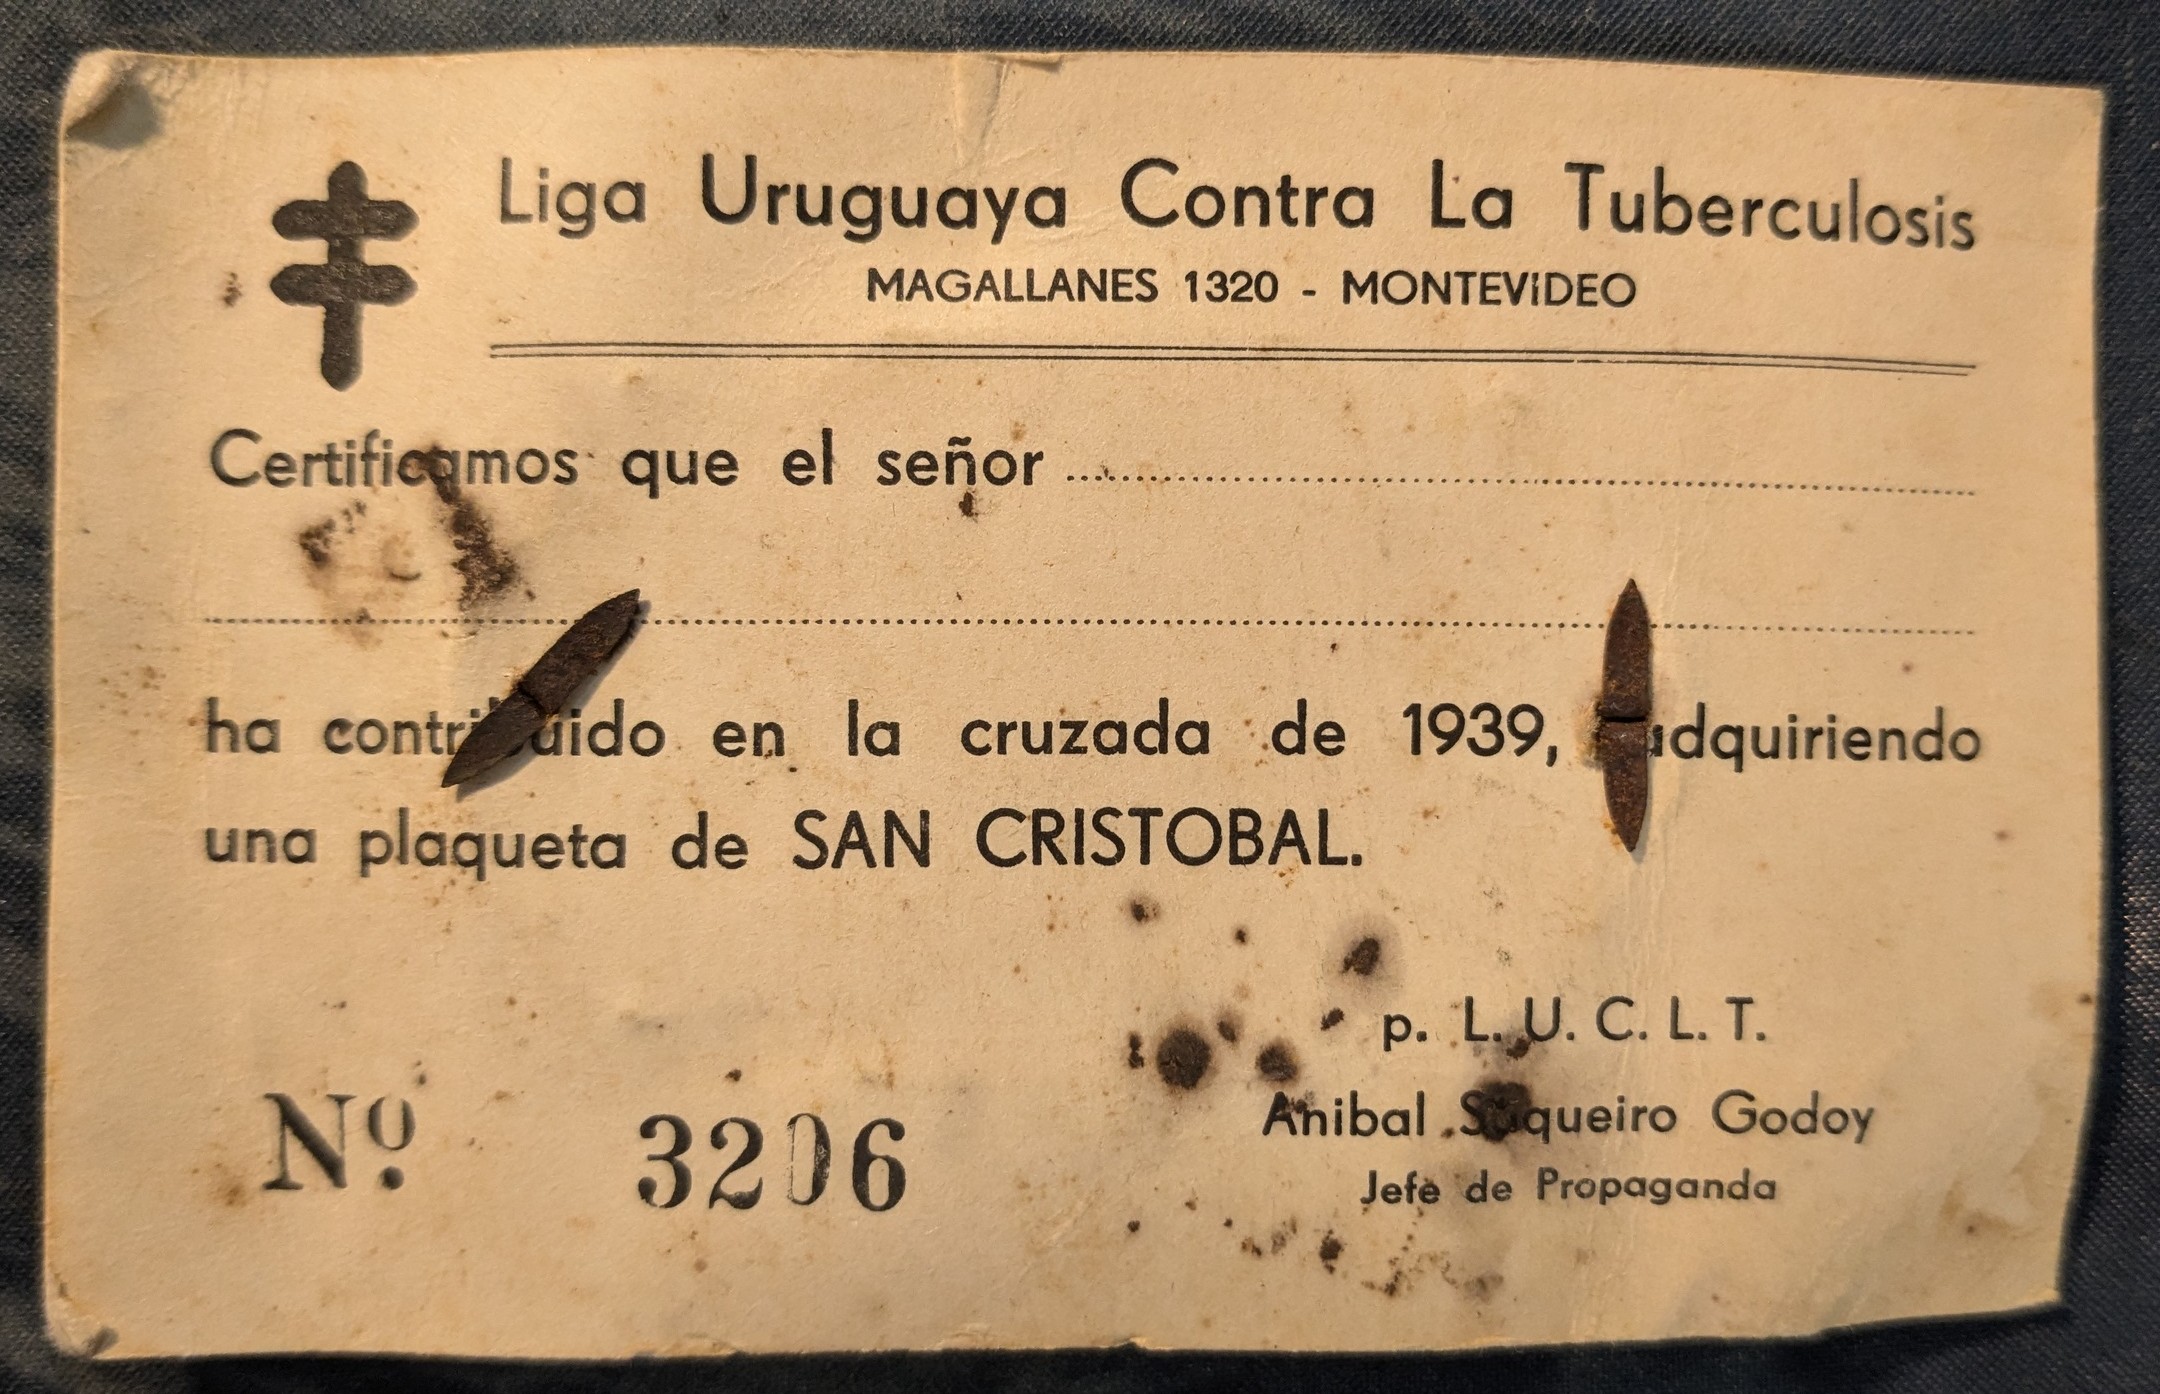 Liga Uruguaya Contra La Tuberculosis
MAGALLANES 1320 - MONTEVIDEO
Certificamos que el señor
ha contribuido en la cruzada de 1939, adquiriendo
una plaqueta de SAN CRISTOBAL.
p. L. U. C. L. T.
Anibal Godoy
Jefe de Propaganda
Nº 3206